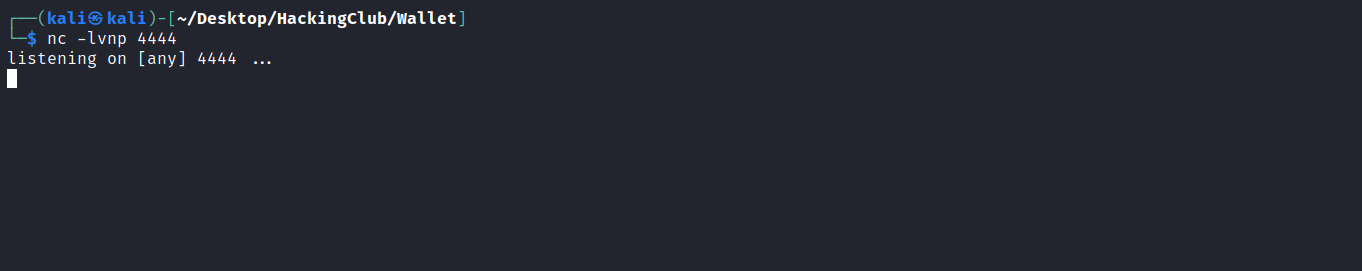 ┌──(kali㉿kali)-[~/Desktop/HackingClub/Wallet]
└─$ nc -lvnp 4444
listening on [any] 4444 ...